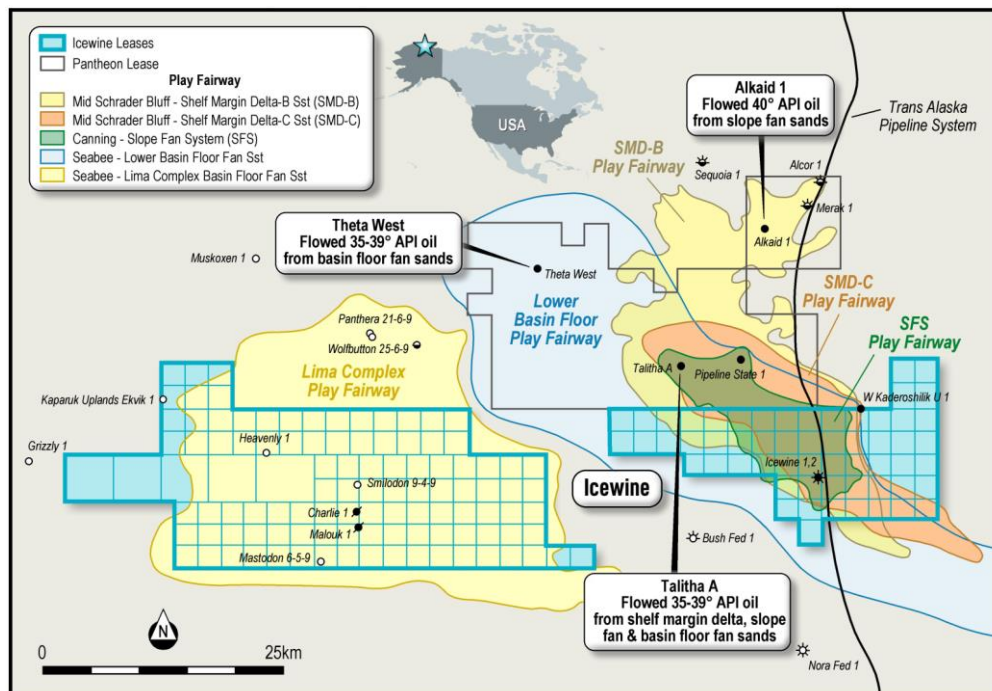 Icewine Leases
Pantheon Lease
Play Fairway
Mid Schrader Bluff - Shelf Margin Delta-B Sst (SMD-B)
Mid Schrader Bluff - Shelf Margin Delta-C Sst (SMD-C)
Canning - Slope Fan System (SFS)
Seabee - Lower Basin Floor Fan Sst
Seabee - Lima Complex Basin Floor Fan Sst
USA
Alkaid 1
Flowed 40° API oil
from slope fan sands
Trans Alaska
Pipeline System
SMD-B
Play Fairway
Sequoia 1
Alcor 1
Merak 1
Alkaid 1
Theta West
Flowed 35-39° API oil
from basin floor fan sands
Muskoxen 1
Theta West
Lower
Basin Floor
Play Fairway
SMD-C
Play Fairway
SFS
Play Fairway
Panthera 21-6-9
Wolfbutton 25-6-9
Lima Complex
Play Fairway
Talitha A
Pipeline State 1
W Kaderoshilik U 1
Kaparuk Uplands Ekvik 1
Grizzly 1
Heavenly 1
Smilodon 9-4-9
Icewine
Icewine 1,2
Charlie 1
Malouk 1
Mastodon 6-5-9
Bush Fed 1
Talitha A
Flowed 35-39° API oil
from shelf margin delta, slope
fan & basin floor fan sands
Nora Fed 1
N
0
25km